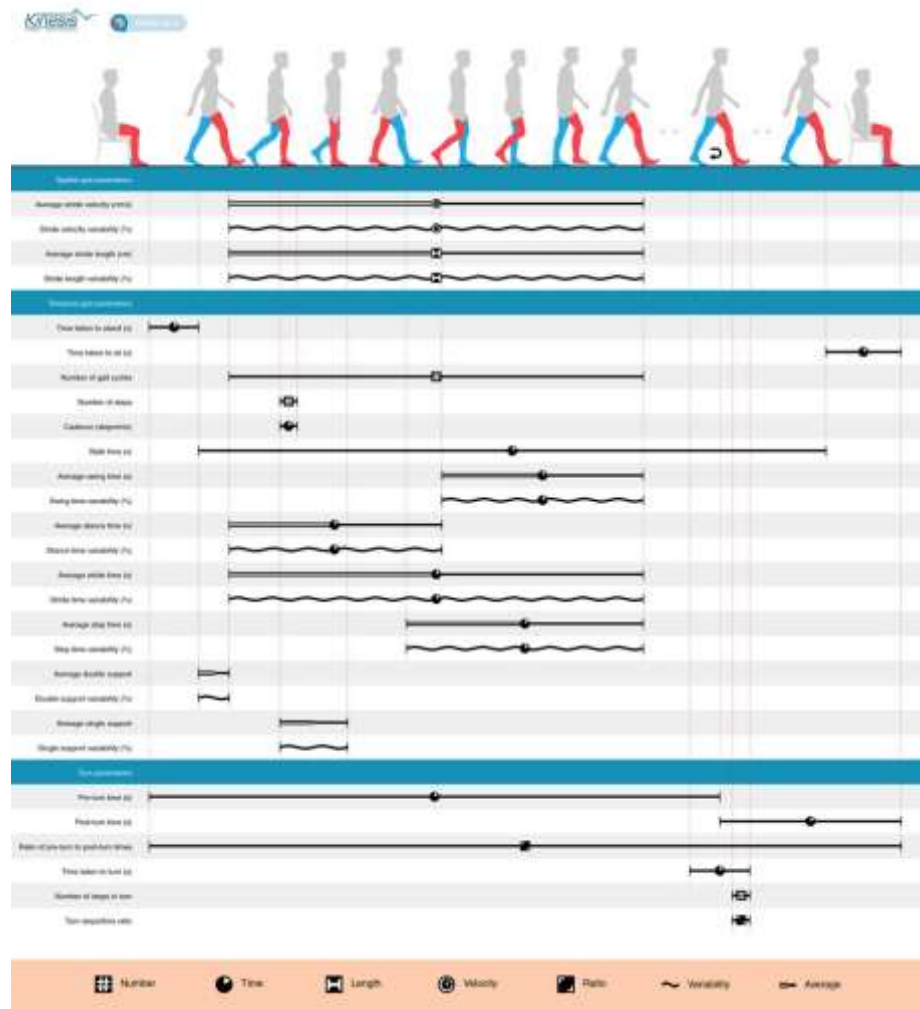 Kinesis
Spatial gait parameters
Average stride velocity (cm/s)
Stride velocity variability (%)
Average stride length (cm)
Stride length variability (%)
Temporal gait parameters
Time taken to stand (s)
Time taken to sit (s)
Number of gait cycles
Number of steps
Cadence (steps/min)
Walk time (s)
Average swing time (s)
Swing time variability (%)
Average stance time (s)
Stance time variability (%)
Average stride time (s)
Stride time variability (%)
Average step time (s)
Step time variability (%)
Average double support
Double support variability (%)
Average single support
Single support variability (%)
Turn parameters
Pre-turn time (s)
Post-turn time (s)
Ratio of pre-turn to post-turn times
Time taken to turn (s)
Number of steps in turn
Turn steps/time ratio
Number
Time
Length
Velocity
Ratio
Variability
Average